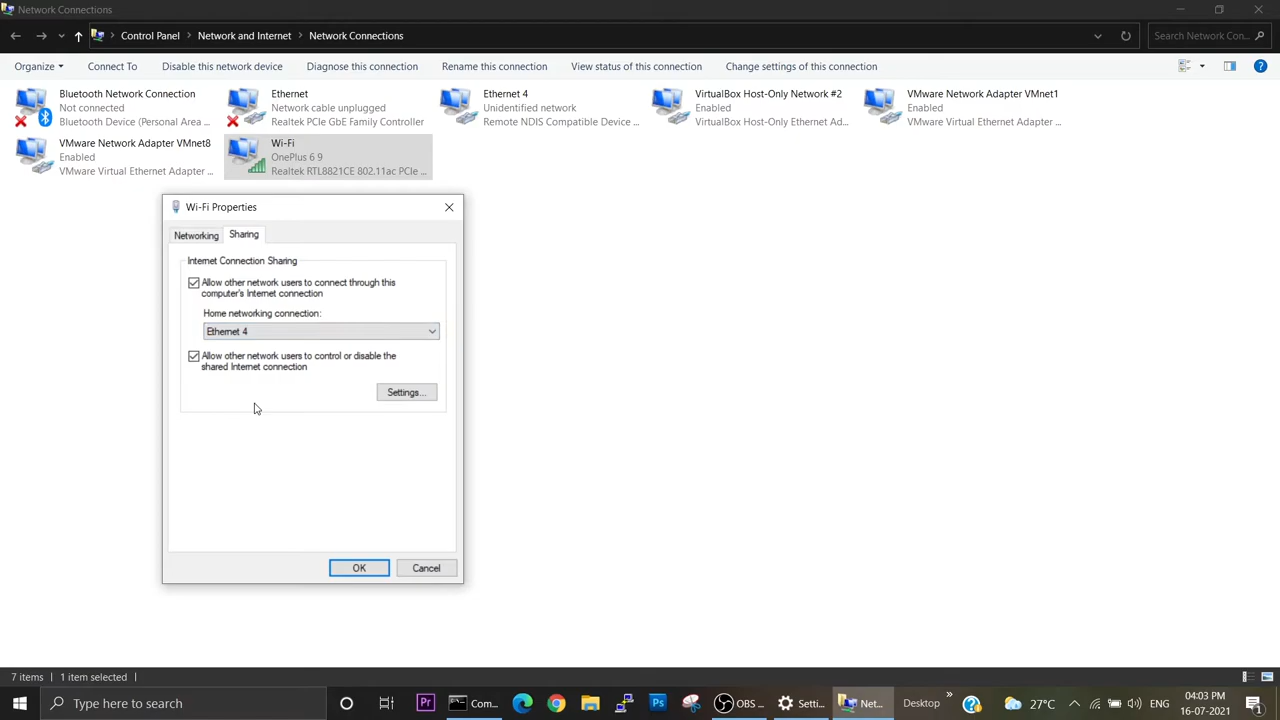 Network Connections
Control Panel > Network and Internet > Network Connections
Search Network Con...
Organize
Connect To
Disable this network device
Diagnose this connection
Rename this connection
View status of this connection
Change settings of this connection
Bluetooth Network Connection
Not connected
Bluetooth Device (Personal Area ...
Ethernet
Network cable unplugged
Realtek PCIe GbE Family Controller
Ethernet 4
Unidentified network
Remote NDIS Compatible Device ...
VirtualBox Host-Only Network #2
Enabled
VirtualBox Host-Only Ethernet Ad...
VMware Network Adapter VMnet1
Enabled
VMware Virtual Ethernet Adapter ...
VMware Network Adapter VMnet8
Enabled
VMware Virtual Ethernet Adapter ...
Wi-Fi
OnePlus 6 9
Realtek RTL8821CE 802.11ac PCIe ...
Wi-Fi Properties
Networking
Sharing
Internet Connection Sharing
Allow other network users to connect through this
computer's Internet connection
Home networking connection:
Ethernet 4
Allow other network users to control or disable the
shared Internet connection
Settings...
OK
Cancel
7 items
1 item selected
Type here to search
Pr
Com...
Ps
OBS ...
Setti...
Net...
Desktop
27°C
ENG
04:03 PM
16-07-2021